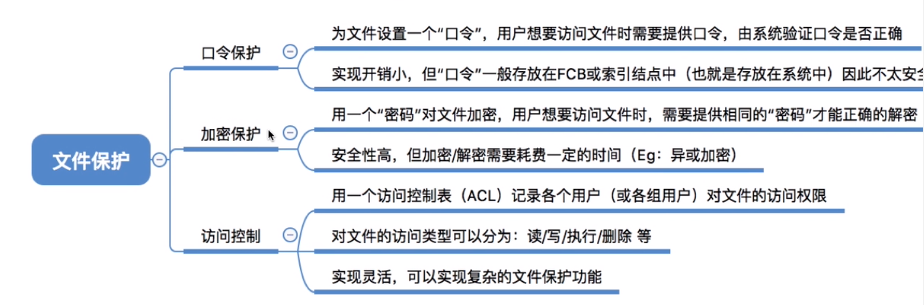 为文件设置一个“口令”，用户想要访问文件时需要提供口令，由系统验证口令是否正确
口令保护
实现开销小，但“口令”一般存放在FCB或索引结点中（也就是存放在系统中）因此不太安全
用一个“密码”对文件加密，用户想要访问文件时，需要提供相同的“密码”才能正确的解密
加密保护
安全性高，但加密/解密需要耗费一定的时间（Eg：异或加密）
文件保护
用一个访问控制表（ACL）记录各个用户（或各组用户）对文件的访问权限
访问控制
对文件的访问类型可以分为：读/写/执行/删除 等
实现灵活，可以实现复杂的文件保护功能